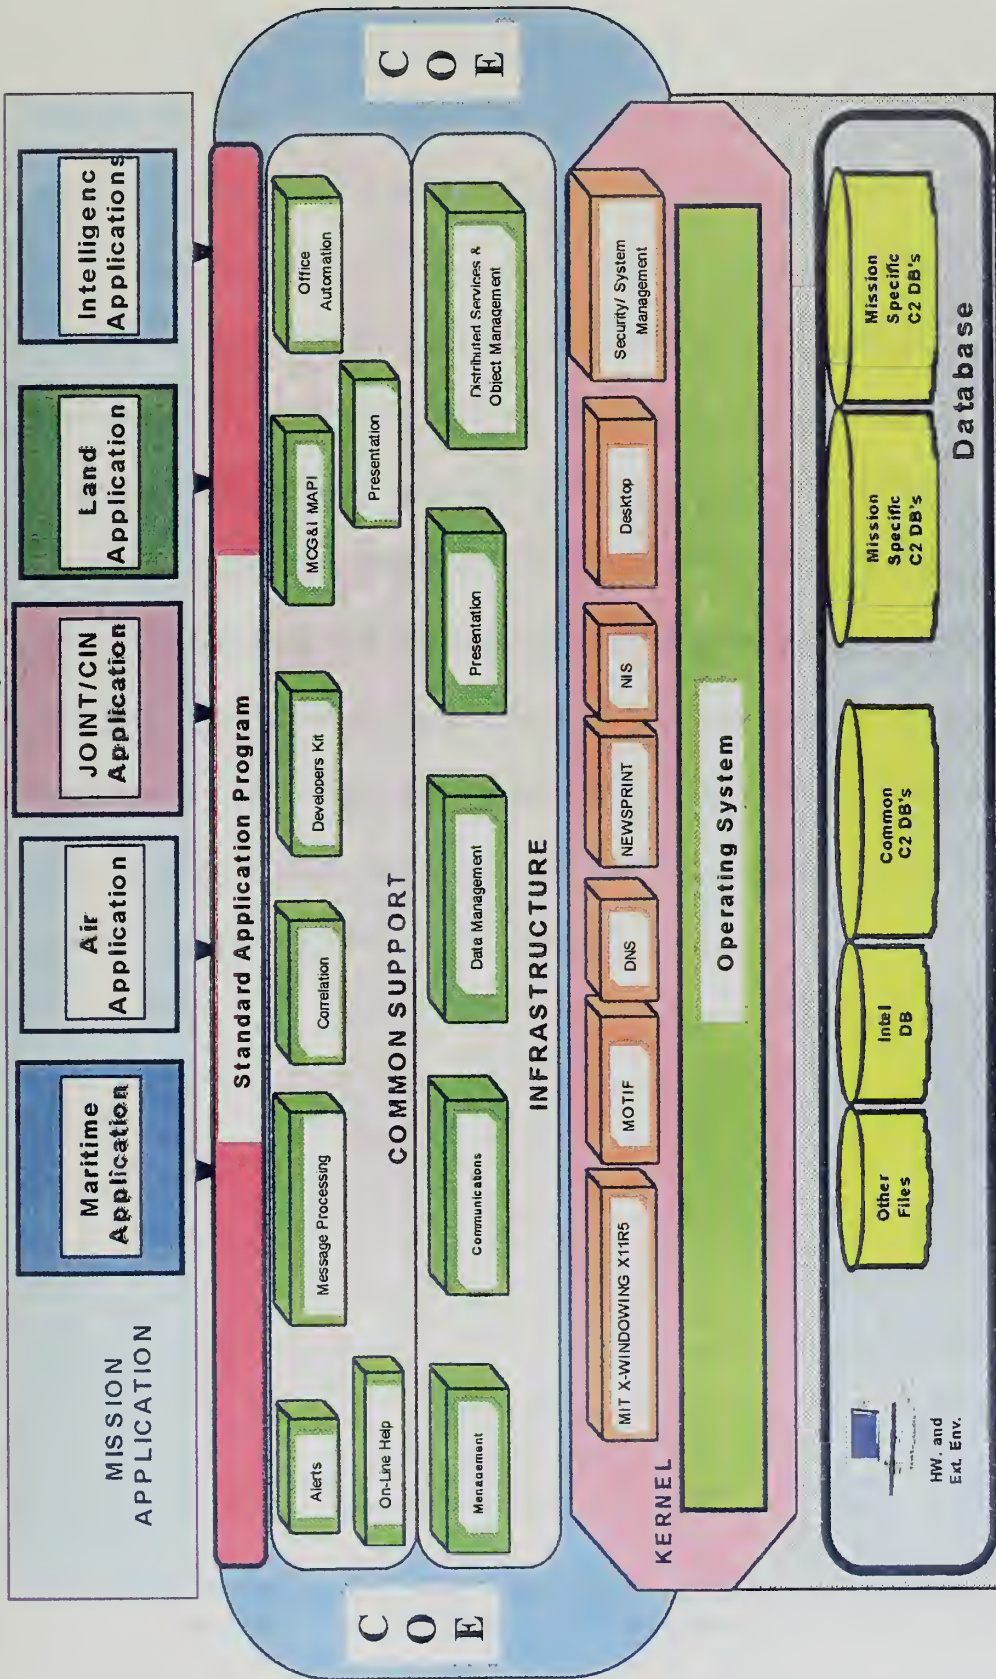 MISSION
APPLICATION
Maritime
Application
Air
Application
JOINT/CIN
Application
Land
Application
Intelligenc
Applications
Standard Application Program
C
O
E
C
O
E
Alerts
On-Line Help
Message Processing
Correlation
Developers Kit
MCG&I MAPI
Presentation
Office
Automation
COMMON SUPPORT
Management
Communications
Data Management
Presentation
Distributed Services &
Object Management
INFRASTRUCTURE
KERNEL
MIT X-WINDOWING X11R5
MOTIF
DNS
NEWSPRINT
NIS
Desktop
Security/ System
Management
Operating System
HW. and
Ext. Env.
Other
Files
Intel
DB
Common
C2 DB's
Mission
Specific
C2 DB's
Mission
Specific
C2 DB's
Database